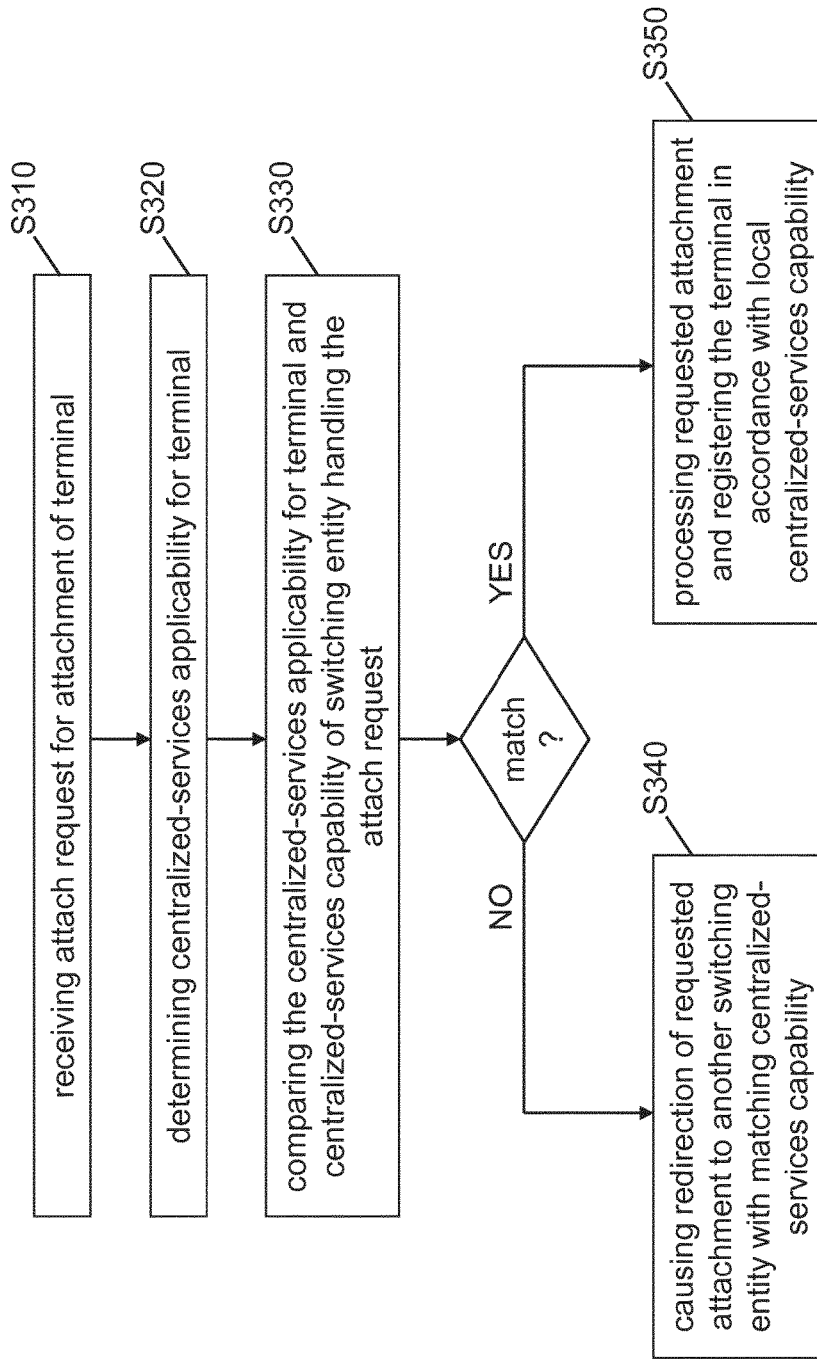 S310
receiving attach request for attachment of terminal
S320
determining centralized-services applicability for terminal
S330
comparing the centralized-services applicability for terminal and
centralized-services capability of switching entity handling the
attach request
match
?
NO
YES
S340
causing redirection of requested
attachment to another switching
entity with matching centralized-
services capability
S350
processing requested attachment
and registering the terminal in
accordance with local
centralized-services capability